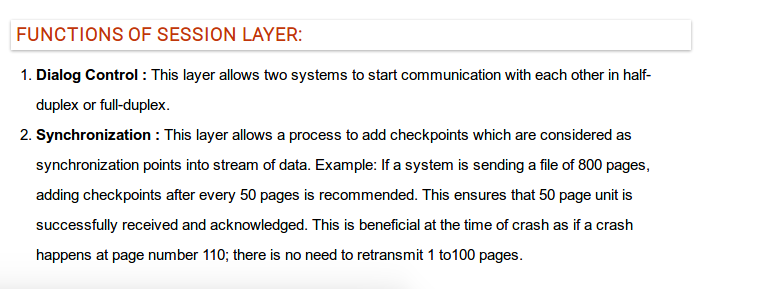 FUNCTIONS OF SESSION LAYER:
1. Dialog Control : This layer allows two systems to start communication with each other in half-
duplex or full-duplex.
2. Synchronization : This layer allows a process to add checkpoints which are considered as
synchronization points into stream of data. Example: If a system is sending a file of 800 pages,
adding checkpoints after every 50 pages is recommended. This ensures that 50 page unit is
successfully received and acknowledged. This is beneficial at the time of crash as if a crash
happens at page number 110; there is no need to retransmit 1 to100 pages.